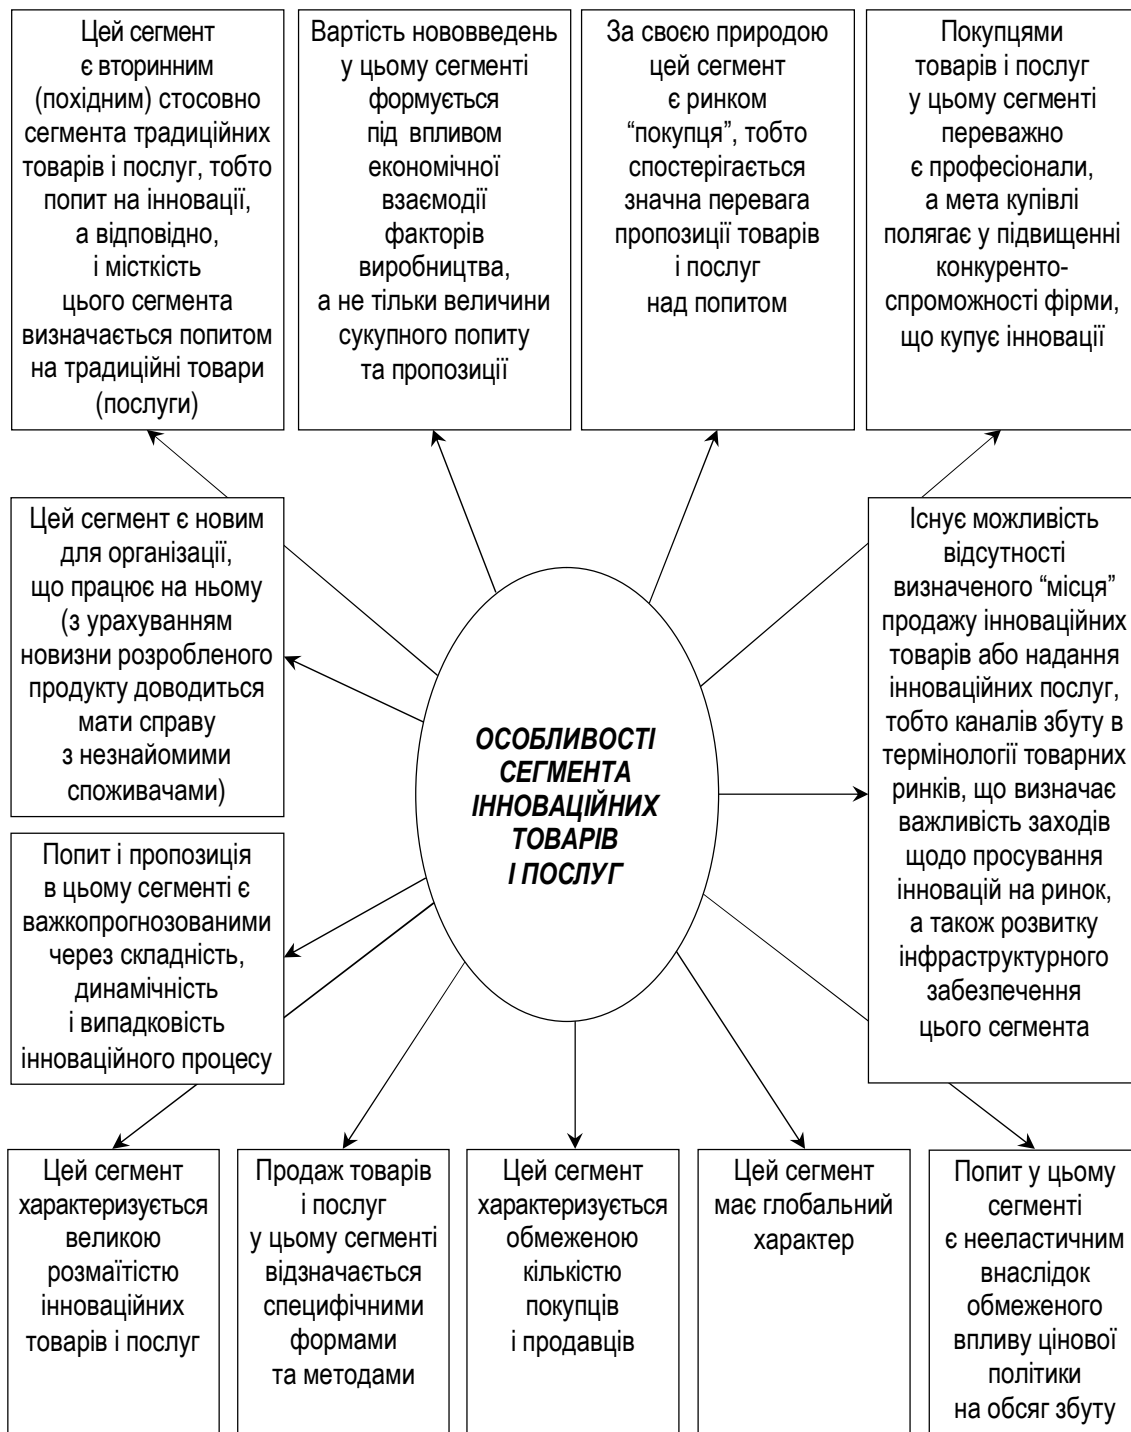 Цей сегмент
є вторинним
(похідним) стосовно
сегмента традиційних
товарів і послуг, тобто
попит на інновації,
а відповідно,
і місткість
цього сегмента
визначається попитом
на традиційні товари
(послуги)
Вартість нововведень
у цьому сегменті
формується
під впливом
економічної
взаємодії
факторів
виробництва,
а не тільки величини
сукупного попиту
та пропозиції
За своєю природою
цей сегмент
є ринком
“покупця”, тобто
спостерігається
значна перевага
пропозиції товарів
і послуг
над попитом
Покупцями
товарів і послуг
у цьому сегменті
переважно
є професіонали,
а мета купівлі
полягає у підвищенні
конкуренто-
спроможності фірми,
що купує інновації
Цей сегмент є новим
для організації,
що працює на ньому
(з урахуванням
новизни розробленого
продукту доводиться
мати справу
з незнайомими
споживачами)
ОСОБЛИВОСТІ
СЕГМЕНТА
ІННОВАЦІЙНИХ
ТОВАРІВ
І ПОСЛУГ
Існує можливість
відсутності
визначеного “місця”
продажу інноваційних
товарів або надання
інноваційних послуг,
тобто каналів збуту в
термінології товарних
ринків, що визначає
важливість заходів
щодо просування
інновацій на ринок,
а також розвитку
інфраструктурного
забезпечення
цього сегмента
Попит і пропозиція
в цьому сегменті є
важкопрогнозованими
через складність,
динамічність
і випадковість
інноваційного процесу
Цей сегмент
характеризується
великою
розмаїтістю
інноваційних
товарів і послуг
Продаж товарів
і послуг
у цьому сегменті
відзначається
специфічними
формами
та методами
Цей сегмент
характеризується
обмеженою
кількістю
покупців
і продавців
Цей сегмент
має глобальний
характер
Попит у цьому
сегменті
є нееластичним
внаслідок
обмеженого
впливу цінової
політики
на обсяг збуту